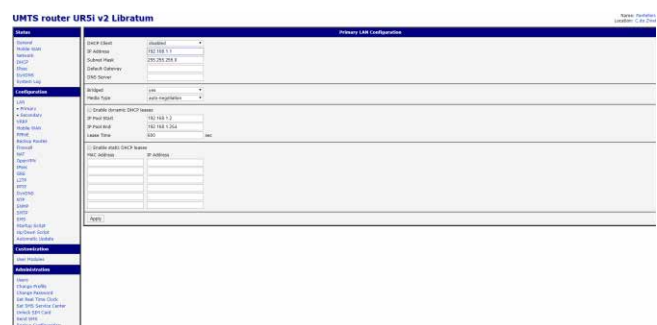 UMTS router UR5i v2 Libratum
Status
General
Mobile WAN
Network
DHCP
IPsec
DynDNS
System Log
Configuration
LAN
• Primary
• Secondary
VRRP
Mobile WAN
PPPoE
Backup Routes
Firewall
NAT
OpenVPN
IPsec
GRE
L2TP
PPTP
DynDNS
NTP
SNMP
SMTP
SMS
Startup Script
Up/Down Script
Automatic Update
Customization
User Modules
Administration
Users
Change Profile
Change Password
Set Real Time Clock
Set SMS Service Center
Unlock SIM Card
Send SMS
Primary LAN Configuration
DHCP Client disabled
IP Address 192.168.1.1
Subnet Mask 255.255.255.0
Default Gateway
DNS Server
Bridged yes
Media Type auto-negotiation
Enable dynamic DHCP leases
IP Pool Start 192.168.1.2
IP Pool End 192.168.1.254
Lease Time 600 sec
Enable static DHCP leases
MAC Address IP Address
Apply